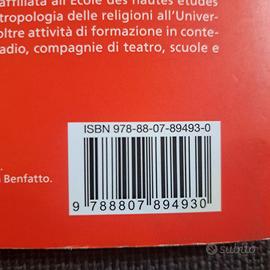 affiliata all'École des hautes études
tropologia delle religioni all'Univer-
oltre attività di formazione in conte-
adio, compagnie di teatro, scuole e
ISBN 978-88-07-89493-0
9 788807 894930
Benfatto.
subito